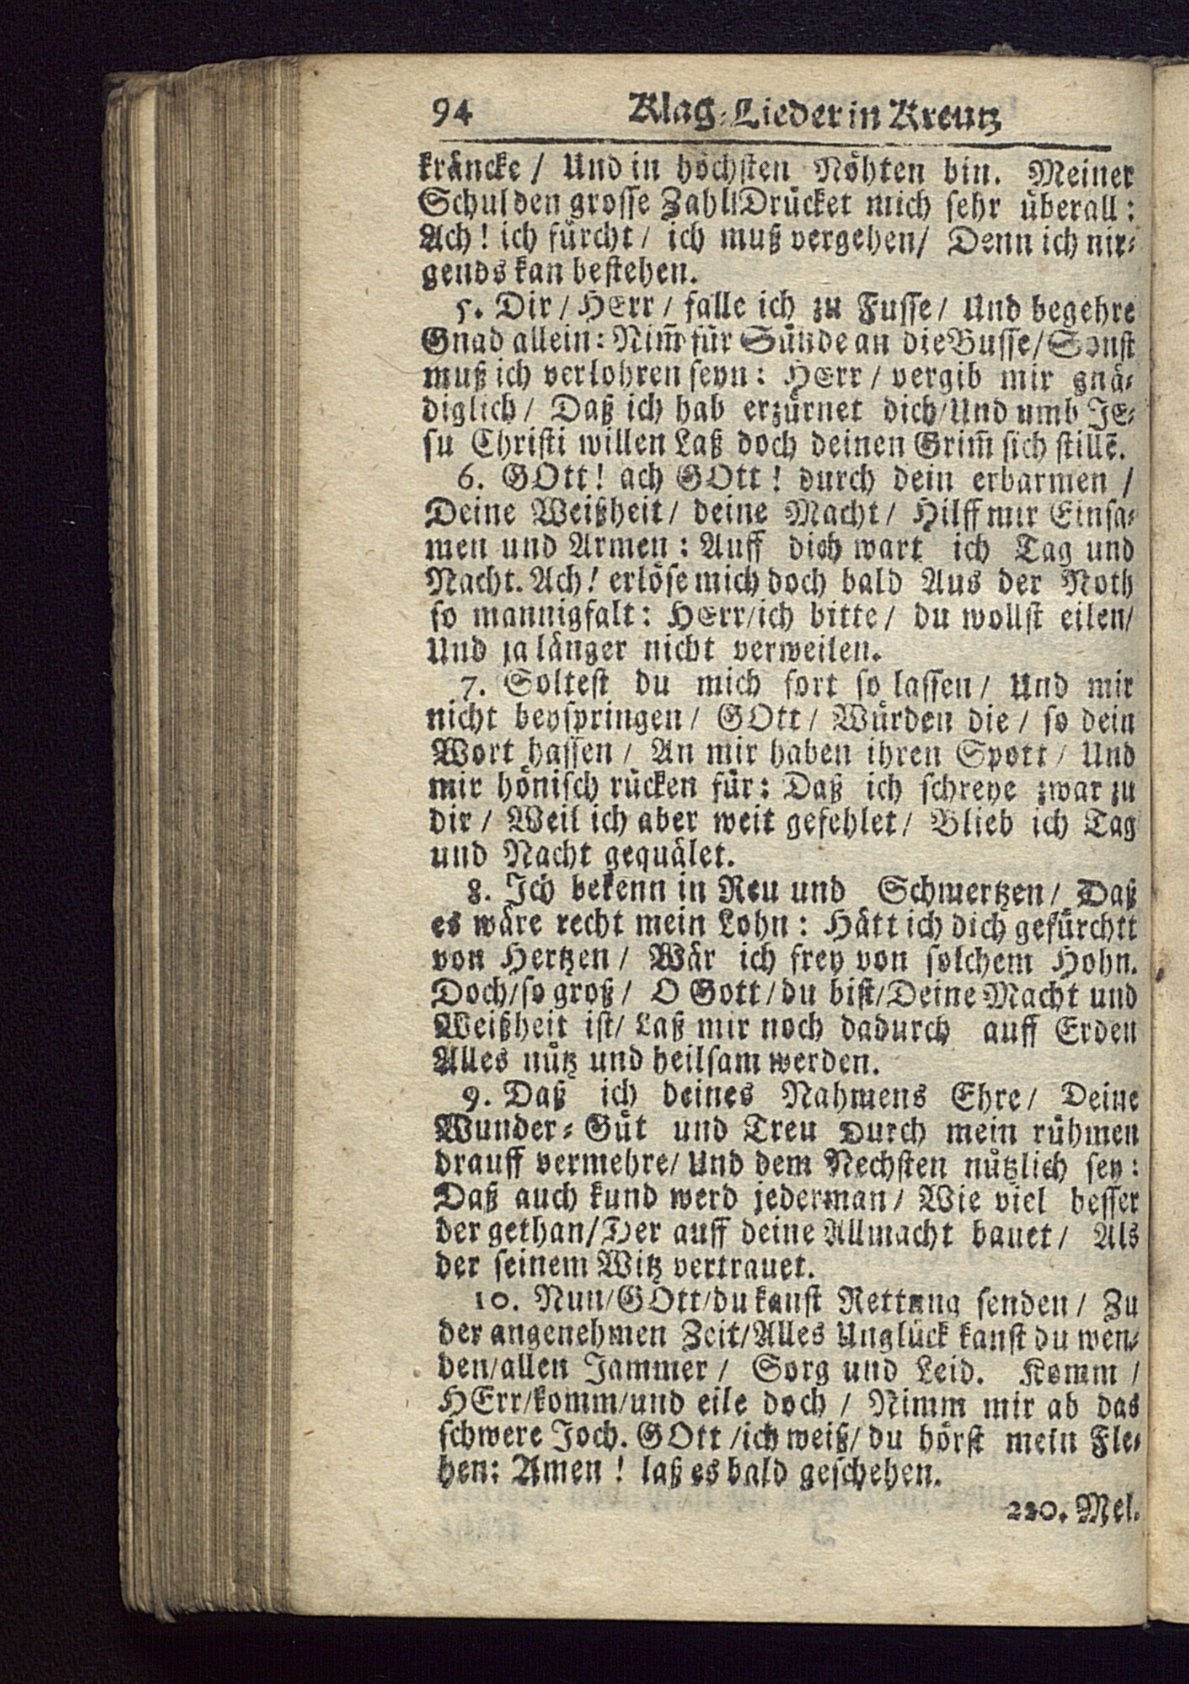 94 Klag-Lieder in Kreutz
kräncke / Und in höchsten Nöhten bin. Meiner
Schulden grosse Zahl Drücket mich sehr überall:
Ach! ich fürcht / ich muß vergehen / Denn ich nir-
gends kan bestehen.
5. Dir / HErr / falle ich zu Fusse / Und begehre
Gnad allein: Nim̃ für Sünde an die Busse / Sonst
muß ich verlohren seyn: HErr / vergib mir gnä-
diglich / Daß ich hab erzürnet dich / Und umb JE-
su Christi willen Laß doch deinen Grim̃ sich stillẽ.
6. GOtt! ach GOtt! durch dein erbarmen /
Deine Weißheit / deine Macht / Hilff mir Einsa-
men und Armen: Auff dich wart ich Tag und
Nacht. Ach! erlöse mich doch bald Aus der Noth
so mannigfalt: HErr / ich bitte / du wollst eilen /
Und ja länger nicht verweilen.
7. Soltest du mich fort so lassen / Und mir
nicht beyspringen / GOtt / Würden die / so dein
Wort hassen / An mir haben ihren Spott / Und
mir hönisch rücken für: Daß ich schreye zwar zu
dir / Weil ich aber weit gefehlet / Blieb ich Tag
und Nacht gequälet.
8. Ich bekenn in Reu und Schmertzen / Daß
es wäre recht mein Lohn: Hätt ich dich gefürchtt
von Hertzen / Wär ich frey von solchem Hohn.
Doch / so groß / O Gott / du bist / Deine Macht und
Weißheit ist / Laß mir noch dadurch auff Erden
Alles nütz und heilsam werden.
9. Daß ich deines Nahmens Ehre / Deine
Wunder-Güt und Treu Durch mein rühmen
drauff vermehre / Und dem Nechsten nützlich sey:
Daß auch kund werd jederman / Wie viel besser
der gethan / Der auff deine Allmacht bauet / Als
der seinem Witz vertrauet.
10. Nun / GOtt / du kanst Rettung senden / Zu
der angenehmen Zeit / Alles Unglück kanst du wen-
den / allen Jammer / Sorg und Leid. Komm /
HErr / komm / und eile doch / Nimm mir ab das
schwere Joch. GOtt / ich weiß / du hörst mein Fle-
hen: Amen! laß es bald geschehen.
220. Mel.